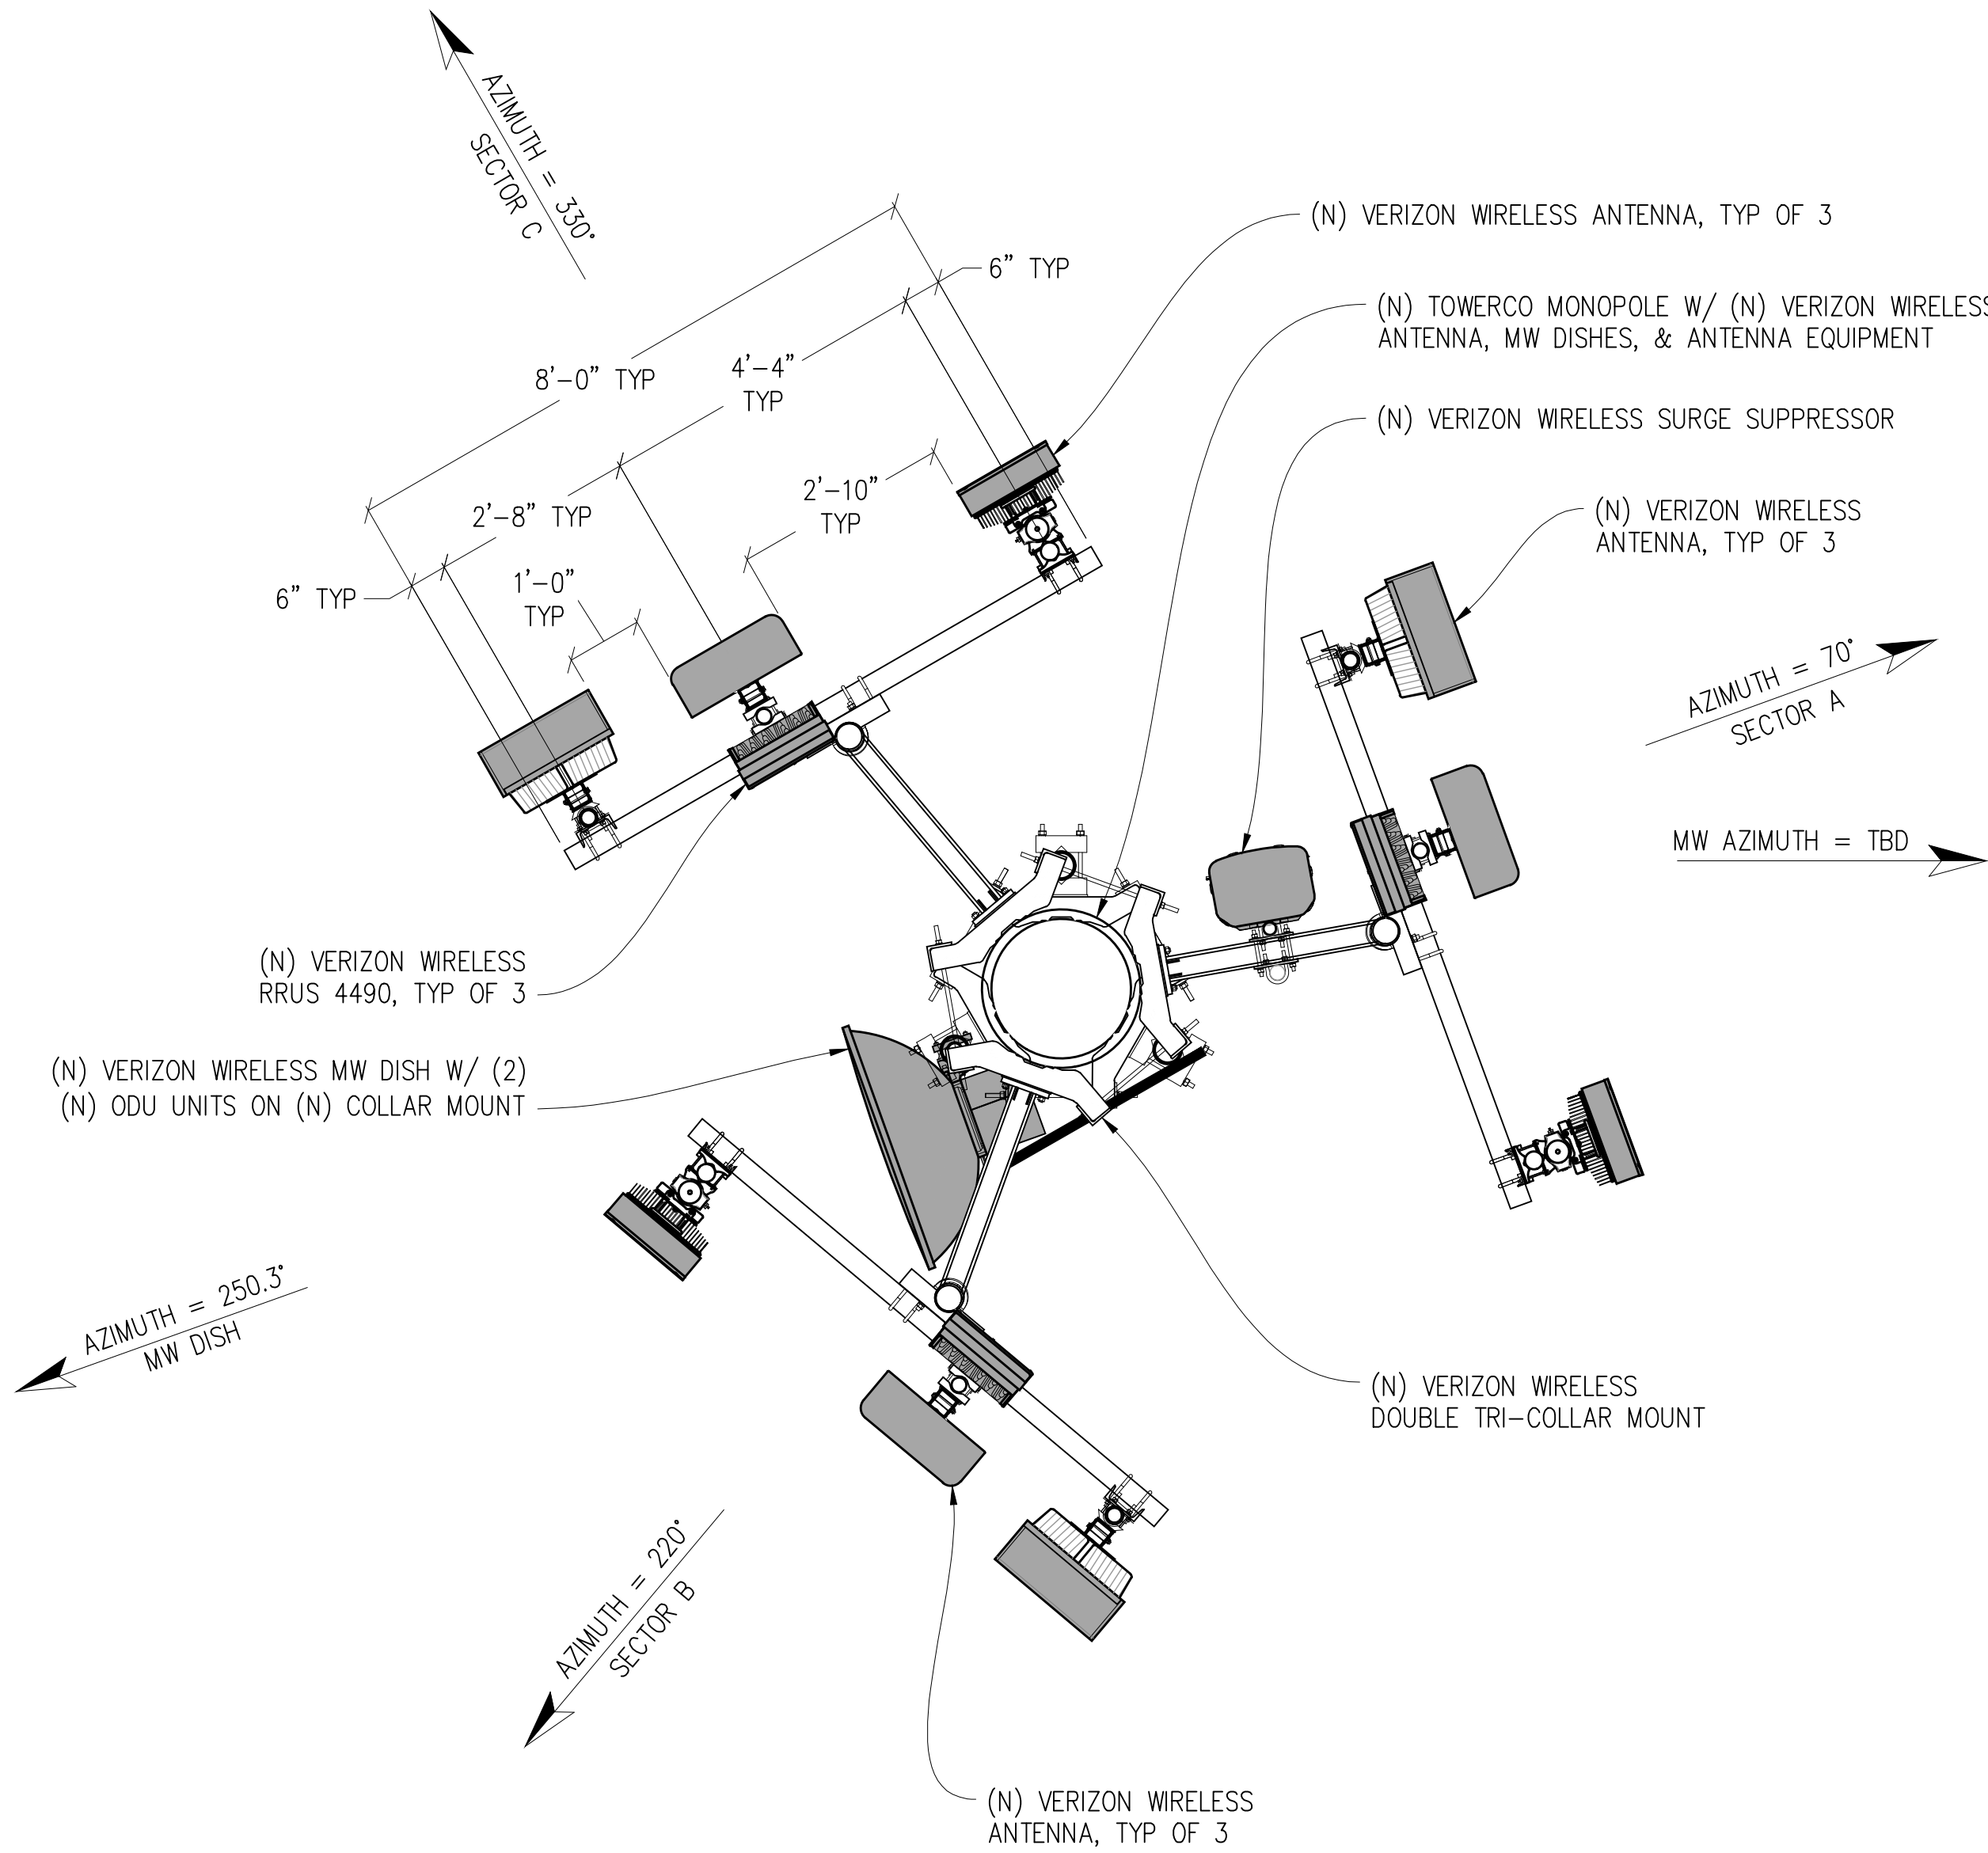 AZIMUTH = 330°
SECTOR C
(N) VERIZON WIRELESS ANTENNA, TYP OF 3
6" TYP
(N) TOWERCO MONOPOLE W/ (N) VERIZON WIRELESS
ANTENNA, MW DISHES, & ANTENNA EQUIPMENT
8'-0" TYP
4'-4"
TYP
(N) VERIZON WIRELESS SURGE SUPPRESSOR
2'-10"
TYP
2'-8" TYP
(N) VERIZON WIRELESS
ANTENNA, TYP OF 3
1'-0"
TYP
6" TYP
AZIMUTH = 70°
SECTOR A
MW AZIMUTH = TBD
(N) VERIZON WIRELESS
RRUS 4490, TYP OF 3
(N) VERIZON WIRELESS MW DISH W/ (2)
(N) ODU UNITS ON (N) COLLAR MOUNT
AZIMUTH = 250.3°
MW DISH
(N) VERIZON WIRELESS
DOUBLE TRI-COLLAR MOUNT
AZIMUTH = 220°
SECTOR B
(N) VERIZON WIRELESS
ANTENNA, TYP OF 3